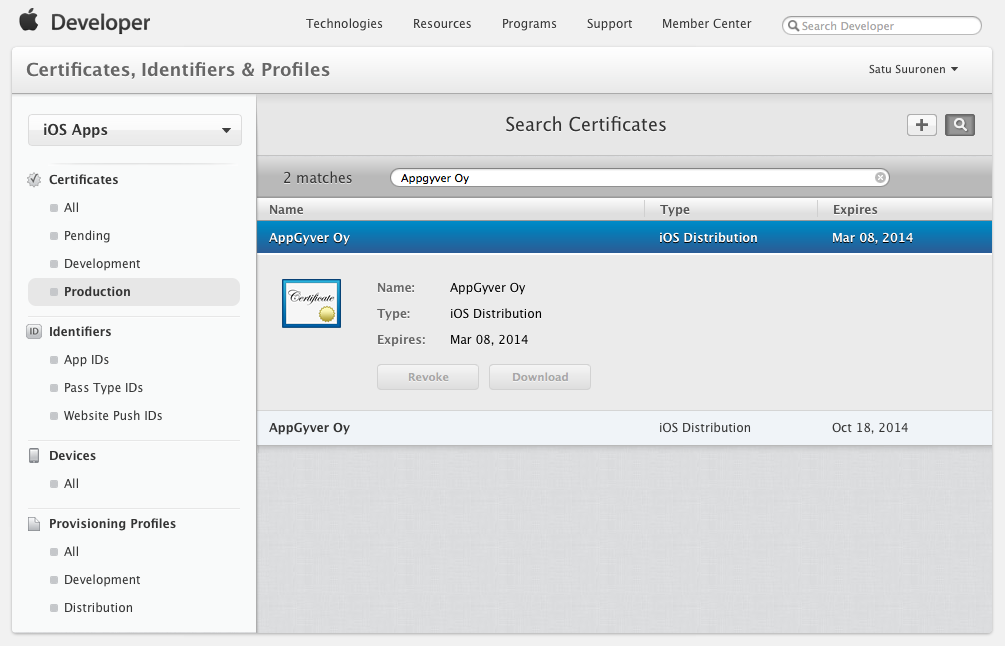 Developer
Technologies Resources Programs Support Member Center
Search Developer
Certificates, Identifiers & Profiles
Satu Suuronen
iOS Apps
Certificates
All
Pending
Development
Production
ID Identifiers
App IDs
Pass Type IDs
Website Push IDs
Devices
All
Provisioning Profiles
All
Development
Distribution
Search Certificates
2 matches
Appgyver Oy
Name Type Expires
AppGyver Oy iOS Distribution Mar 08, 2014
Certificate
Name: AppGyver Oy
Type: iOS Distribution
Expires: Mar 08, 2014
Revoke Download
AppGyver Oy iOS Distribution Oct 18, 2014